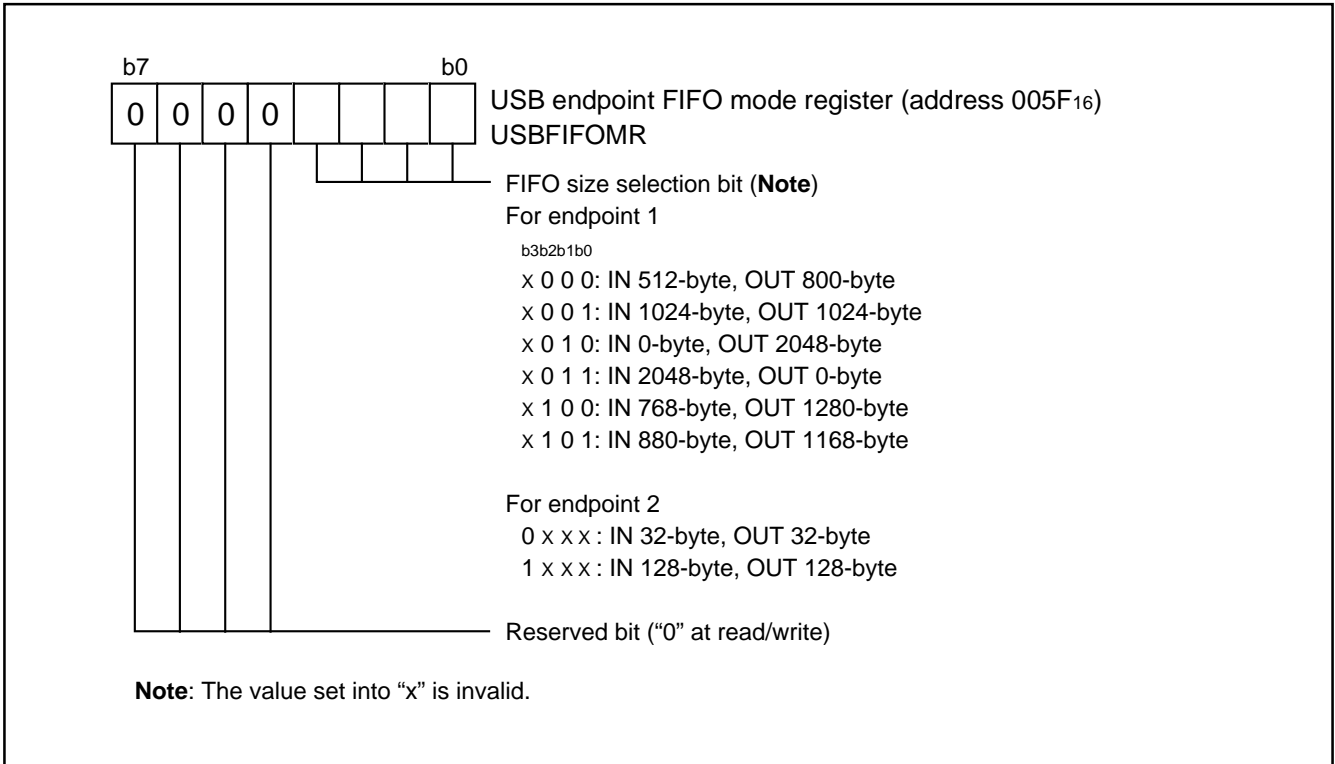 b7 b0
0 0 0 0 USB endpoint FIFO mode register (address 005F16)
USBFIFOMR
FIFO size selection bit (Note)
For endpoint 1
b3b2b1b0
x 0 0 0: IN 512-byte, OUT 800-byte
x 0 0 1: IN 1024-byte, OUT 1024-byte
x 0 1 0: IN 0-byte, OUT 2048-byte
x 0 1 1: IN 2048-byte, OUT 0-byte
x 1 0 0: IN 768-byte, OUT 1280-byte
x 1 0 1: IN 880-byte, OUT 1168-byte
For endpoint 2
0 x x x : IN 32-byte, OUT 32-byte
1 x x x : IN 128-byte, OUT 128-byte
Reserved bit (“0” at read/write)
Note: The value set into “x” is invalid.